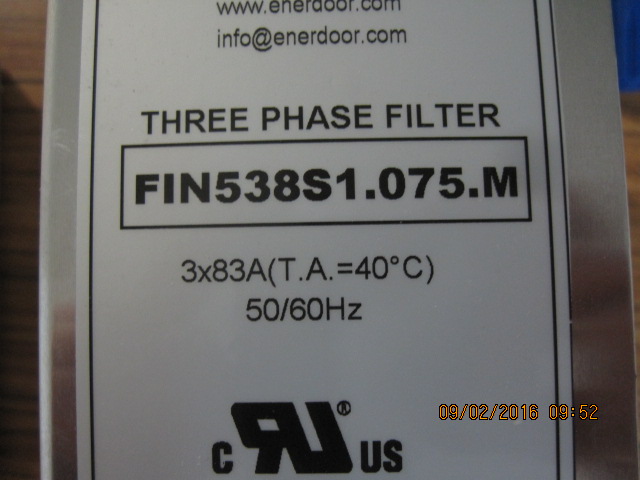 www.enerdoor.com
info@enerdoor.com
THREE PHASE FILTER
FIN538S1.075.M
3x83A(T.A.=40°C)
50/60Hz
c RU® US
09/02/2016 09:52